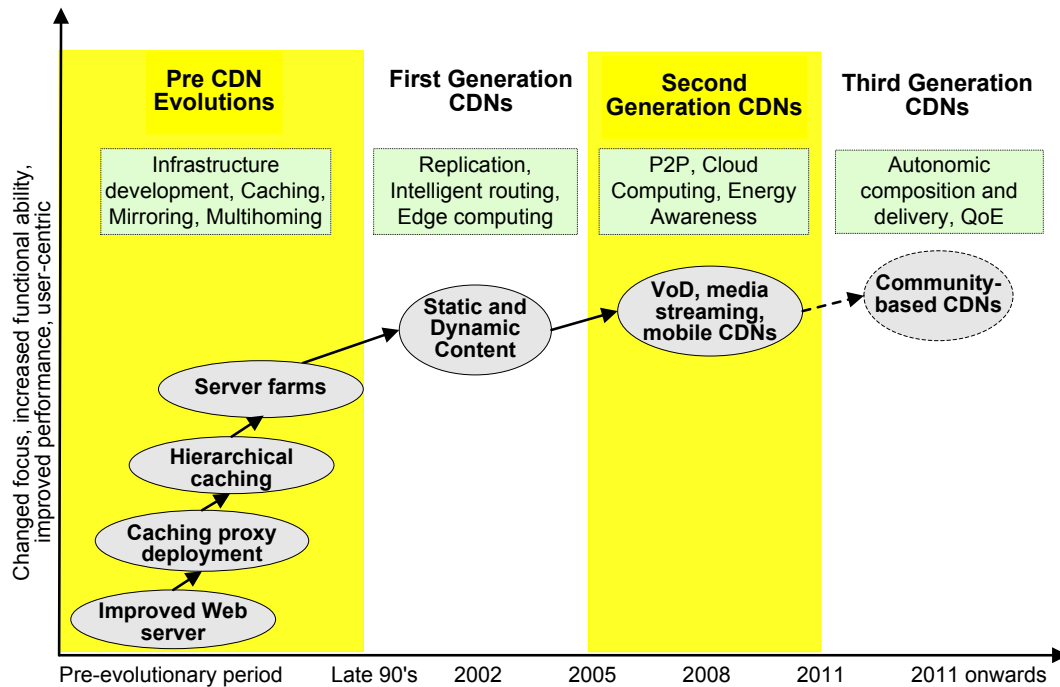 Changed focus, increased functional ability,
improved performance, user-centric
Pre CDN
Evolutions
First Generation
CDNs
Second
Generation CDNs
Third Generation
CDNs
Infrastructure
development, Caching,
Mirroring, Multihoming
Replication,
Intelligent routing,
Edge computing
P2P, Cloud
Computing, Energy
Awareness
Autonomic
composition and
delivery, QoE
Static and
Dynamic
Content
VoD, media
streaming,
mobile CDNs
Community-
based CDNs
Server farms
Hierarchical
caching
Caching proxy
deployment
Improved Web
server
Pre-evolutionary period
Late 90's
2002
2005
2008
2011
2011 onwards